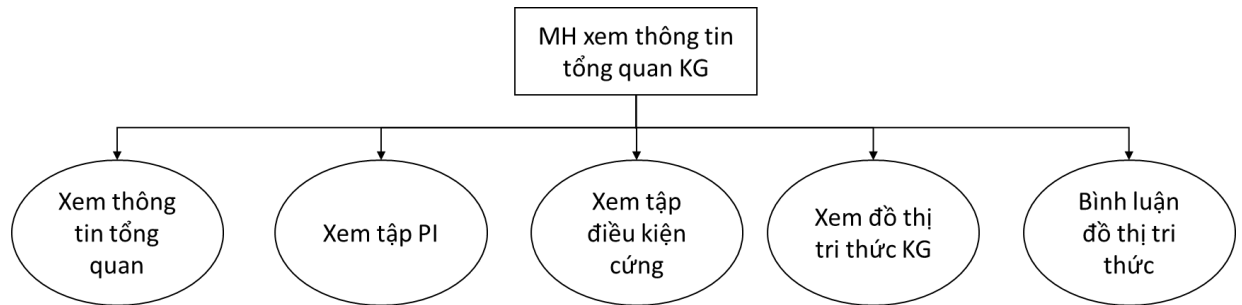 MH xem thông tin
tổng quan KG
Xem thông
tin tổng
quan
Xem tập PI
Xem tập
điều kiện
cứng
Xem đồ thị
tri thức KG
Bình luận
đồ thị tri
thức